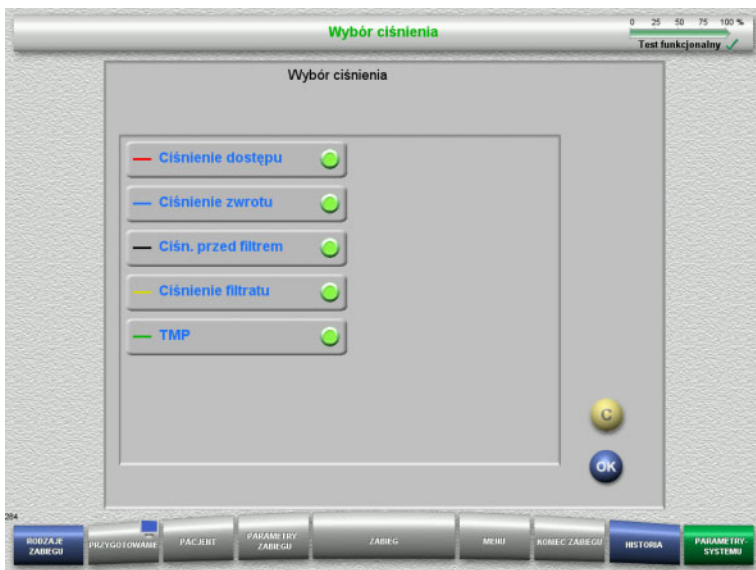 Wybór ciśnienia
0 25 50 75 100 %
Test funkcjonalny
Wybór ciśnienia
Ciśnienie dostępu
Ciśnienie zwrotu
Ciśn. przed filtrem
Ciśnienie filtratu
TMP
C
OK
284
RODZAJE
ZABIEGU
PRZYGOTOWANIE
PACJENT
PARAMETRY
ZABIEGU
ZABIEG
MENU
KONIEC ZABIEGU
HISTORIA
PARAMETRY-
SYSTEMU